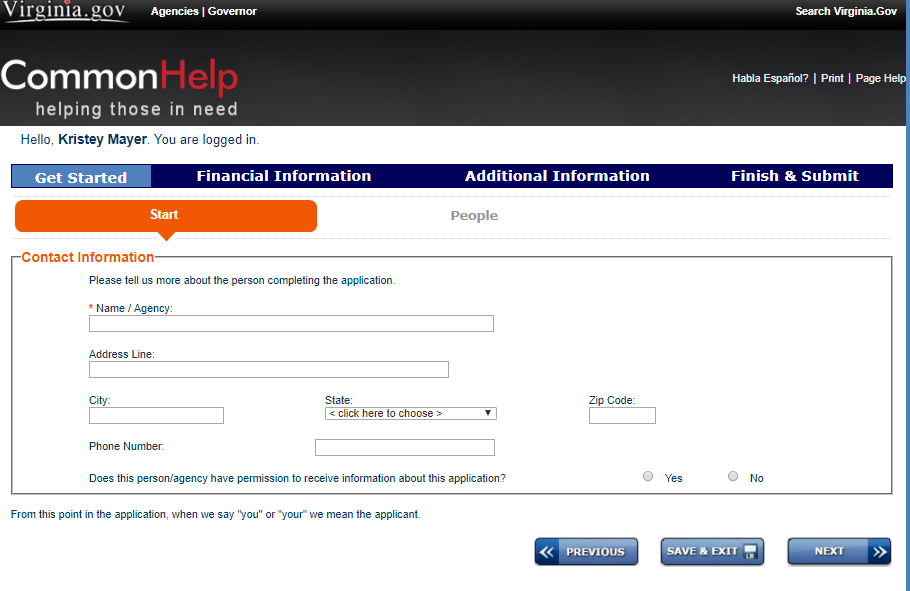 Virginia.gov Agencies | Governor Search Virginia.Gov
CommonHelp
helping those in need
Habla Español? | Print | Page Help
Hello, Kristey Mayer. You are logged in.
Get Started Financial Information Additional Information Finish & Submit
Start People
Contact Information
Please tell us more about the person completing the application.
* Name / Agency:
Address Line:
City: State: Zip Code:
< click here to choose >
Phone Number:
Does this person/agency have permission to receive information about this application? Yes No
From this point in the application, when we say "you" or "your" we mean the applicant.
PREVIOUS SAVE & EXIT NEXT